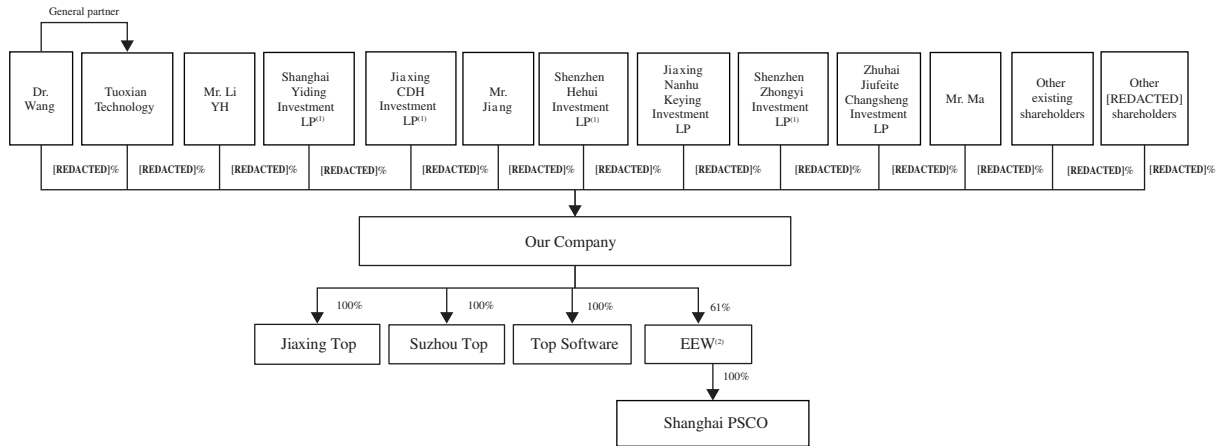 General partner
Dr.
Wang
Tuoxian
Technology
Mr. Li
YH
Shanghai
Yiding
Investment
LP(1)
Jiaxing
CDH
Investment
LP(1)
Mr.
Jiang
Shenzhen
Hehui
Investment
LP(1)
Jiaxing
Nanhu
Keying
Investment
LP
Shenzhen
Zhongyi
Investment
LP(1)
Zhuhai
Jiufeite
Changsheng
Investment
LP
Mr. Ma
Other
existing
shareholders
Other
[REDACTED]
shareholders
[REDACTED]% [REDACTED]% [REDACTED]% [REDACTED]% [REDACTED]% [REDACTED]% [REDACTED]% [REDACTED]% [REDACTED]% [REDACTED]% [REDACTED]% [REDACTED]% [REDACTED]%
Our Company
100% 100% 100% 61%
Jiaxing Top
Suzhou Top
Top Software
EEW(2)
100%
Shanghai PSCO